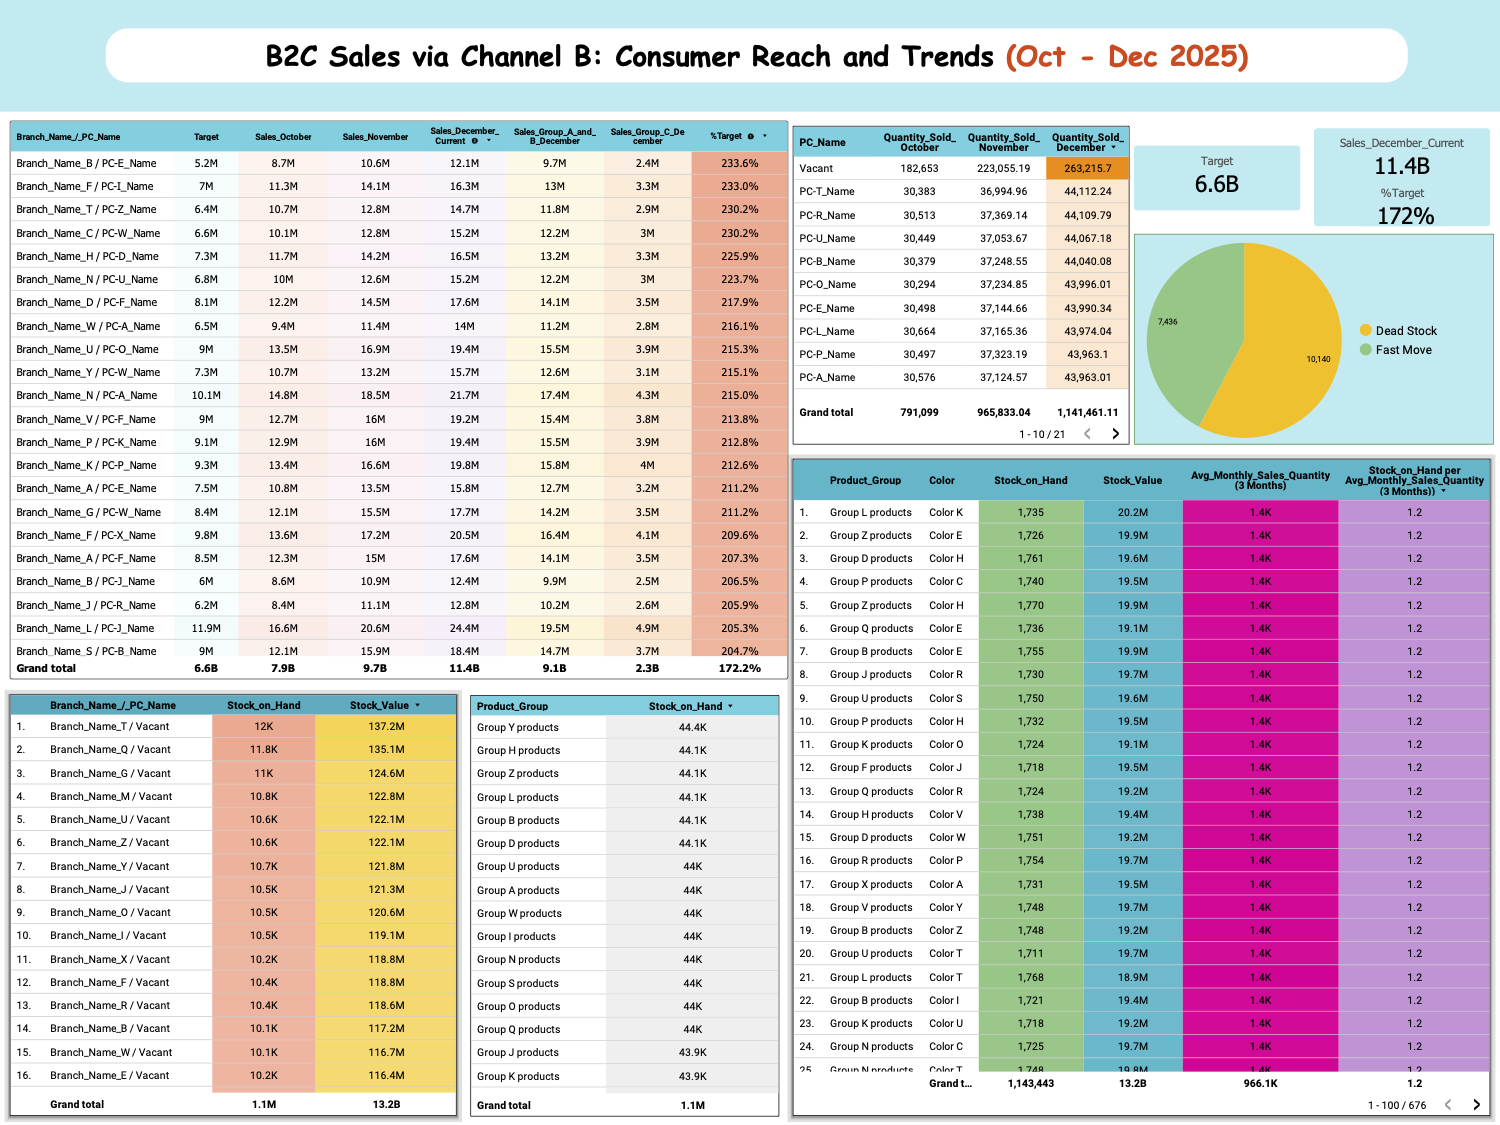 B2C Sales via Channel B: Consumer Reach and Trends (Oct - Dec 2025)
Branch_Name_/_PC_Name Target Sales_October Sales_November Sales_December_Current Sales_Group_A_and_B_December Sales_Group_C_December %Target
Branch_Name_B / PC-E_Name 5.2M 8.7M 10.6M 12.1M 9.7M 2.4M 233.6%
Branch_Name_F / PC-I_Name 7M 11.3M 14.1M 16.3M 13M 3.3M 233.0%
Branch_Name_T / PC-Z_Name 6.4M 10.7M 12.8M 14.7M 11.8M 2.9M 230.2%
Branch_Name_C / PC-W_Name 6.6M 10.1M 12.8M 15.2M 12.2M 3M 230.2%
Branch_Name_H / PC-D_Name 7.3M 11.7M 14.2M 16.5M 13.2M 3.3M 225.9%
Branch_Name_N / PC-U_Name 6.8M 10M 12.6M 15.2M 12.2M 3M 223.7%
Branch_Name_D / PC-F_Name 8.1M 12.2M 14.5M 17.6M 14.1M 3.5M 217.9%
Branch_Name_W / PC-A_Name 6.5M 9.4M 11.4M 14M 11.2M 2.8M 216.1%
Branch_Name_U / PC-O_Name 9M 13.5M 16.9M 19.4M 15.5M 3.9M 215.3%
Branch_Name_Y / PC-W_Name 7.3M 10.7M 13.2M 15.7M 12.6M 3.1M 215.1%
Branch_Name_N / PC-A_Name 10.1M 14.8M 18.5M 21.7M 17.4M 4.3M 215.0%
Branch_Name_V / PC-F_Name 9M 12.7M 16M 19.2M 15.4M 3.8M 213.8%
Branch_Name_P / PC-K_Name 9.1M 12.9M 16M 19.4M 15.5M 3.9M 212.8%
Branch_Name_K / PC-P_Name 9.3M 13.4M 16.6M 19.8M 15.8M 4M 212.6%
Branch_Name_A / PC-E_Name 7.5M 10.8M 13.5M 15.8M 12.7M 3.2M 211.2%
Branch_Name_G / PC-W_Name 8.4M 12.1M 15.5M 17.7M 14.2M 3.5M 211.2%
Branch_Name_F / PC-X_Name 9.8M 13.6M 17.2M 20.5M 16.4M 4.1M 209.6%
Branch_Name_A / PC-F_Name 8.5M 12.3M 15M 17.6M 14.1M 3.5M 207.3%
Branch_Name_B / PC-J_Name 6M 8.6M 10.9M 12.4M 9.9M 2.5M 206.5%
Branch_Name_J / PC-R_Name 6.2M 8.4M 11.1M 12.8M 10.2M 2.6M 205.9%
Branch_Name_L / PC-J_Name 11.9M 16.6M 20.6M 24.4M 19.5M 4.9M 205.3%
Branch_Name_S / PC-B_Name 9M 12.1M 15.9M 18.4M 14.7M 3.7M 204.7%
Grand total 6.6B 7.9B 9.7B 11.4B 9.1B 2.3B 172.2%
PC_Name Quantity_Sold_October Quantity_Sold_November Quantity_Sold_December
Vacant 182,653 223,055.19 263,215.7
PC-T_Name 30,383 36,994.96 44,112.24
PC-R_Name 30,513 37,369.14 44,109.79
PC-U_Name 30,449 37,053.67 44,067.18
PC-B_Name 30,379 37,248.55 44,040.08
PC-O_Name 30,294 37,234.85 43,996.01
PC-E_Name 30,498 37,144.66 43,990.34
PC-L_Name 30,664 37,165.36 43,974.04
PC-P_Name 30,497 37,323.19 43,963.1
PC-A_Name 30,576 37,124.57 43,963.01
Grand total 791,099 965,833.04 1,141,461.11
1 - 10 / 21
Target
6.6B
Sales_December_Current
11.4B
%Target
172%
7,436
10,140
Dead Stock
Fast Move
Branch_Name_/_PC_Name Stock_on_Hand Stock_Value
1. Branch_Name_T / Vacant 12K 137.2M
2. Branch_Name_Q / Vacant 11.8K 135.1M
3. Branch_Name_G / Vacant 11K 124.6M
4. Branch_Name_M / Vacant 10.8K 122.8M
5. Branch_Name_U / Vacant 10.6K 122.1M
6. Branch_Name_Z / Vacant 10.6K 122.1M
7. Branch_Name_Y / Vacant 10.7K 121.8M
8. Branch_Name_J / Vacant 10.5K 121.3M
9. Branch_Name_O / Vacant 10.5K 120.6M
10. Branch_Name_I / Vacant 10.5K 119.1M
11. Branch_Name_X / Vacant 10.2K 118.8M
12. Branch_Name_F / Vacant 10.4K 118.8M
13. Branch_Name_R / Vacant 10.4K 118.6M
14. Branch_Name_B / Vacant 10.1K 117.2M
15. Branch_Name_W / Vacant 10.1K 116.7M
16. Branch_Name_E / Vacant 10.2K 116.4M
Grand total 1.1M 13.2B
Product_Group Stock_on_Hand
Group Y products 44.4K
Group H products 44.1K
Group Z products 44.1K
Group L products 44.1K
Group B products 44.1K
Group D products 44.1K
Group U products 44K
Group A products 44K
Group W products 44K
Group I products 44K
Group N products 44K
Group S products 44K
Group O products 44K
Group Q products 44K
Group J products 43.9K
Group K products 43.9K
Grand total 1.1M
Product_Group Color Stock_on_Hand Stock_Value Avg_Monthly_Sales_Quantity (3 Months) Stock_on_Hand per Avg_Monthly_Sales_Quantity (3 Months))
1. Group L products Color K 1,735 20.2M 1.4K 1.2
2. Group Z products Color E 1,726 19.9M 1.4K 1.2
3. Group D products Color H 1,761 19.6M 1.4K 1.2
4. Group P products Color C 1,740 19.5M 1.4K 1.2
5. Group Z products Color H 1,770 19.9M 1.4K 1.2
6. Group Q products Color E 1,736 19.1M 1.4K 1.2
7. Group B products Color E 1,755 19.9M 1.4K 1.2
8. Group J products Color R 1,730 19.7M 1.4K 1.2
9. Group U products Color S 1,750 19.6M 1.4K 1.2
10. Group P products Color H 1,732 19.5M 1.4K 1.2
11. Group K products Color O 1,724 19.1M 1.4K 1.2
12. Group F products Color J 1,718 19.5M 1.4K 1.2
13. Group Q products Color R 1,724 19.2M 1.4K 1.2
14. Group H products Color V 1,738 19.4M 1.4K 1.2
15. Group D products Color W 1,751 19.2M 1.4K 1.2
16. Group R products Color P 1,754 19.7M 1.4K 1.2
17. Group X products Color A 1,731 19.5M 1.4K 1.2
18. Group V products Color Y 1,748 19.7M 1.4K 1.2
19. Group B products Color Z 1,748 19.2M 1.4K 1.2
20. Group U products Color T 1,711 19.7M 1.4K 1.2
21. Group L products Color T 1,768 18.9M 1.4K 1.2
22. Group B products Color I 1,721 19.4M 1.4K 1.2
23. Group K products Color U 1,718 19.2M 1.4K 1.2
24. Group N products Color C 1,725 19.7M 1.4K 1.2
25. Group N products Color T 1,748 19.8M 1.4K 1.2
Grand t... 1,143,443 13.2B 966.1K 1.2
1 - 100 / 676